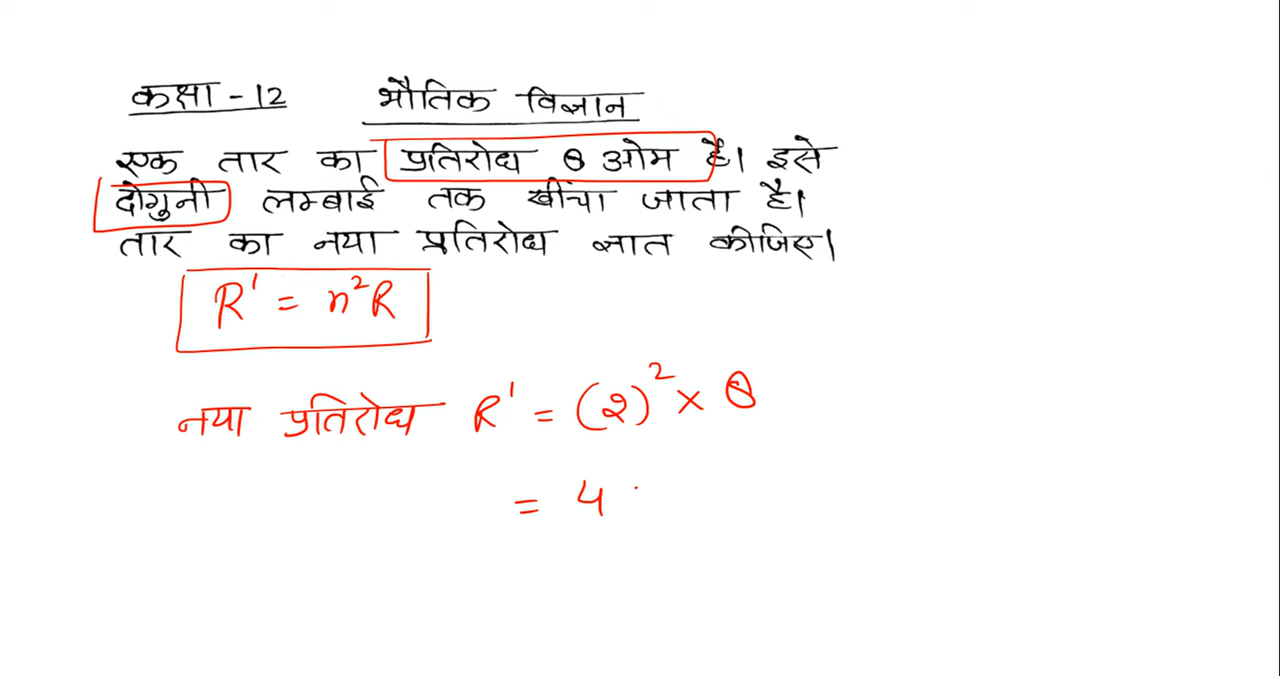 कक्षा - 12 भौतिक विज्ञान
एक तार का प्रतिरोध 8 ओम है। इसे
दोगुनी लम्बाई तक खींचा जाता है।
तार का नया प्रतिरोध ज्ञात कीजिए।
R' = n²R
नया प्रतिरोध R' = (2)² × 8
= 4